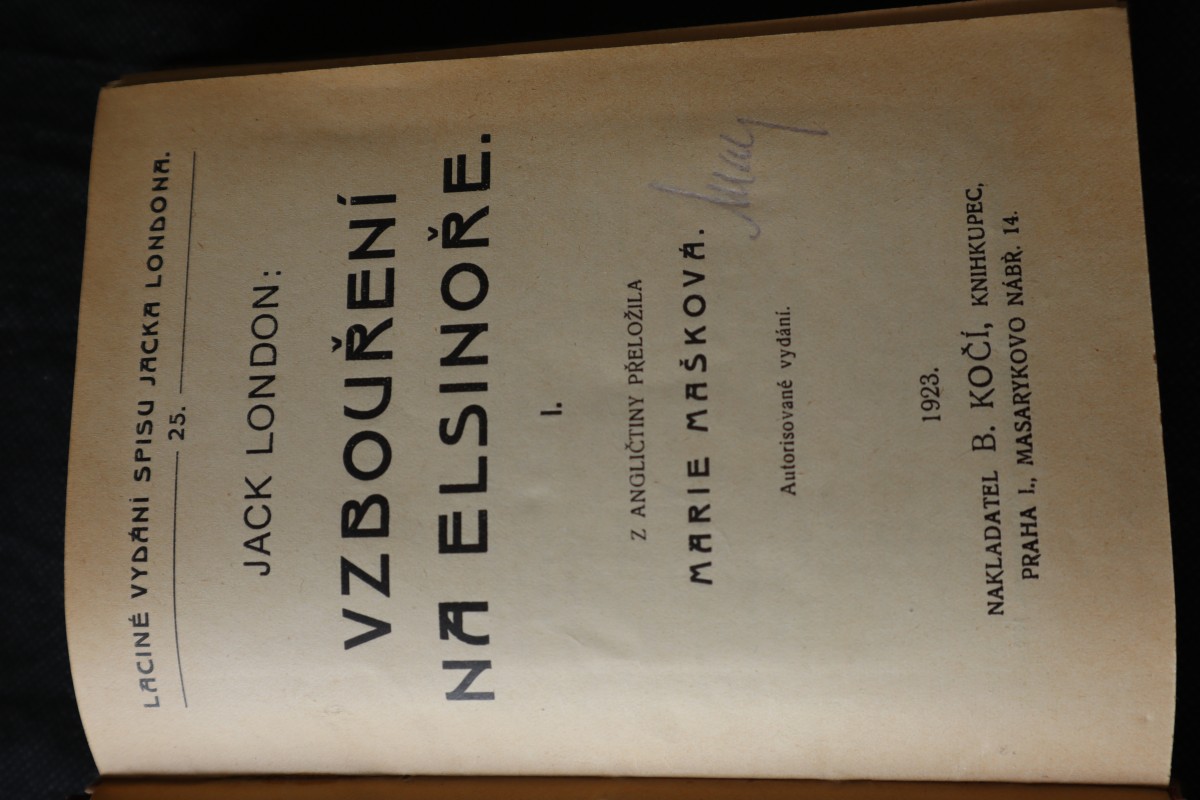 LACINÉ VYDÁNÍ SPISU JACKA LONDONA.
25.
JACK LONDON:
VZBOUŘENÍ
NA ELSINOŘE.
I.
Z ANGLIČTINY PŘELOŽILA
MARIE MAŠKOVÁ.
Autorisované vydání.
1923.
NAKLADATEL B. KOČÍ, KNIHKUPEC,
PRAHA I., MASARYKOVO NÁBŘ. 14.